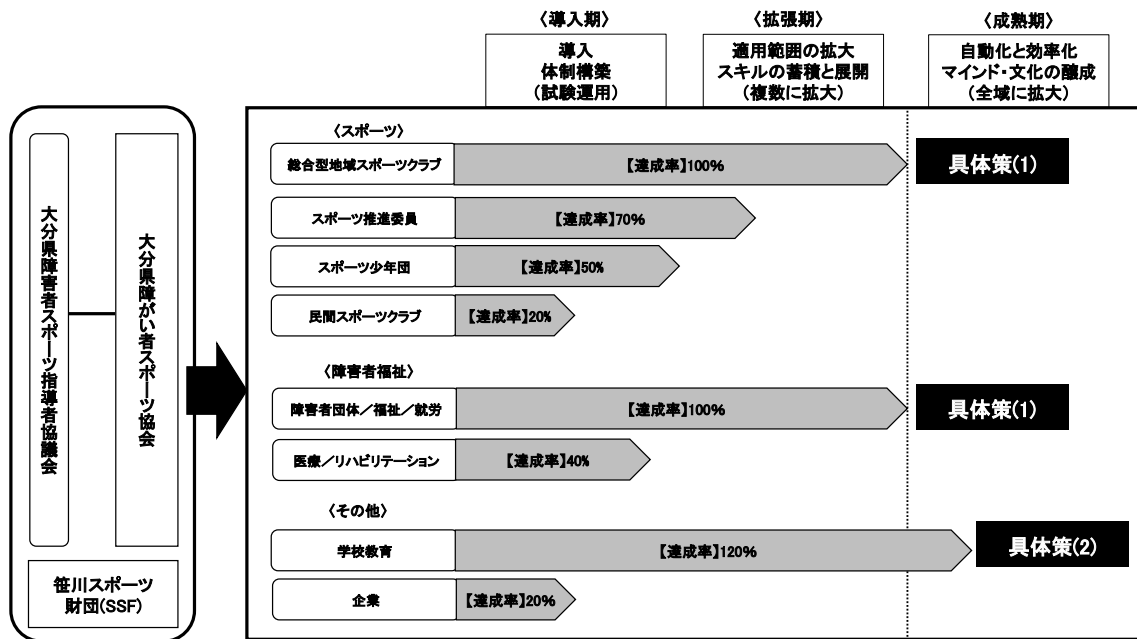 〈導入期〉
〈拡張期〉
〈成熟期〉
導入
体制構築
(試験運用)
適用範囲の拡大
スキルの蓄積と展開
(複数に拡大)
自動化と効率化
マインド・文化の醸成
(全域に拡大)
大分県障害者スポーツ指導者協議会
大分県障がい者スポーツ協会
笹川スポーツ
財団(SSF)
〈スポーツ〉
総合型地域スポーツクラブ
【達成率】100%
具体策(1)
スポーツ推進委員
【達成率】70%
スポーツ少年団
【達成率】50%
民間スポーツクラブ
【達成率】20%
〈障害者福祉〉
障害者団体／福祉／就労
【達成率】100%
具体策(1)
医療／リハビリテーション
【達成率】40%
〈その他〉
学校教育
【達成率】120%
具体策(2)
企業
【達成率】20%